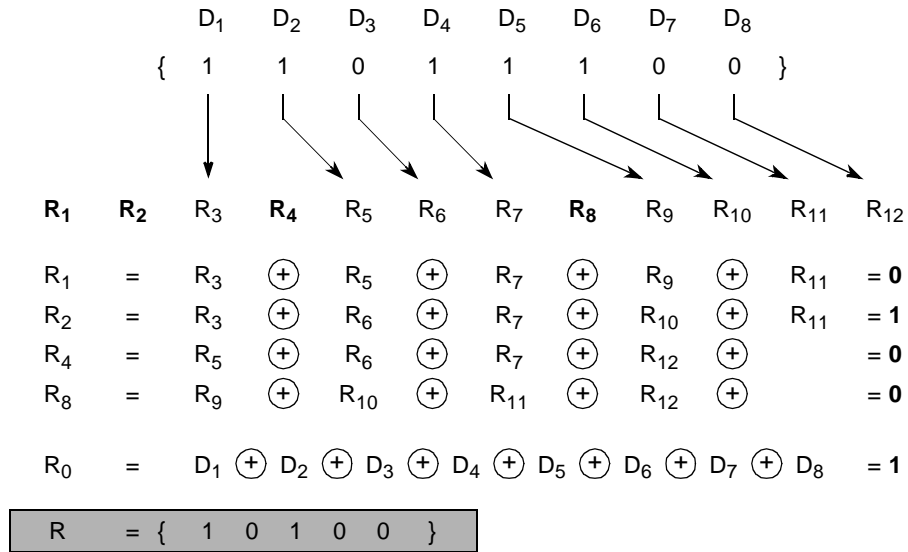 D₁ D₂ D₃ D₄ D₅ D₆ D₇ D₈
{ 1 1 0 1 1 1 0 0 }
R₁ R₂ R₃ R₄ R₅ R₆ R₇ R₈ R₉ R₁₀ R₁₁ R₁₂
R₁ = R₃ ⊕ R₅ ⊕ R₇ ⊕ R₉ ⊕ R₁₁ = 0
R₂ = R₃ ⊕ R₆ ⊕ R₇ ⊕ R₁₀ ⊕ R₁₁ = 1
R₄ = R₅ ⊕ R₆ ⊕ R₇ ⊕ R₁₂ ⊕ = 0
R₈ = R₉ ⊕ R₁₀ ⊕ R₁₁ ⊕ R₁₂ ⊕ = 0
R₀ = D₁ ⊕ D₂ ⊕ D₃ ⊕ D₄ ⊕ D₅ ⊕ D₆ ⊕ D₇ ⊕ D₈ = 1
R = { 1 0 1 0 0 }